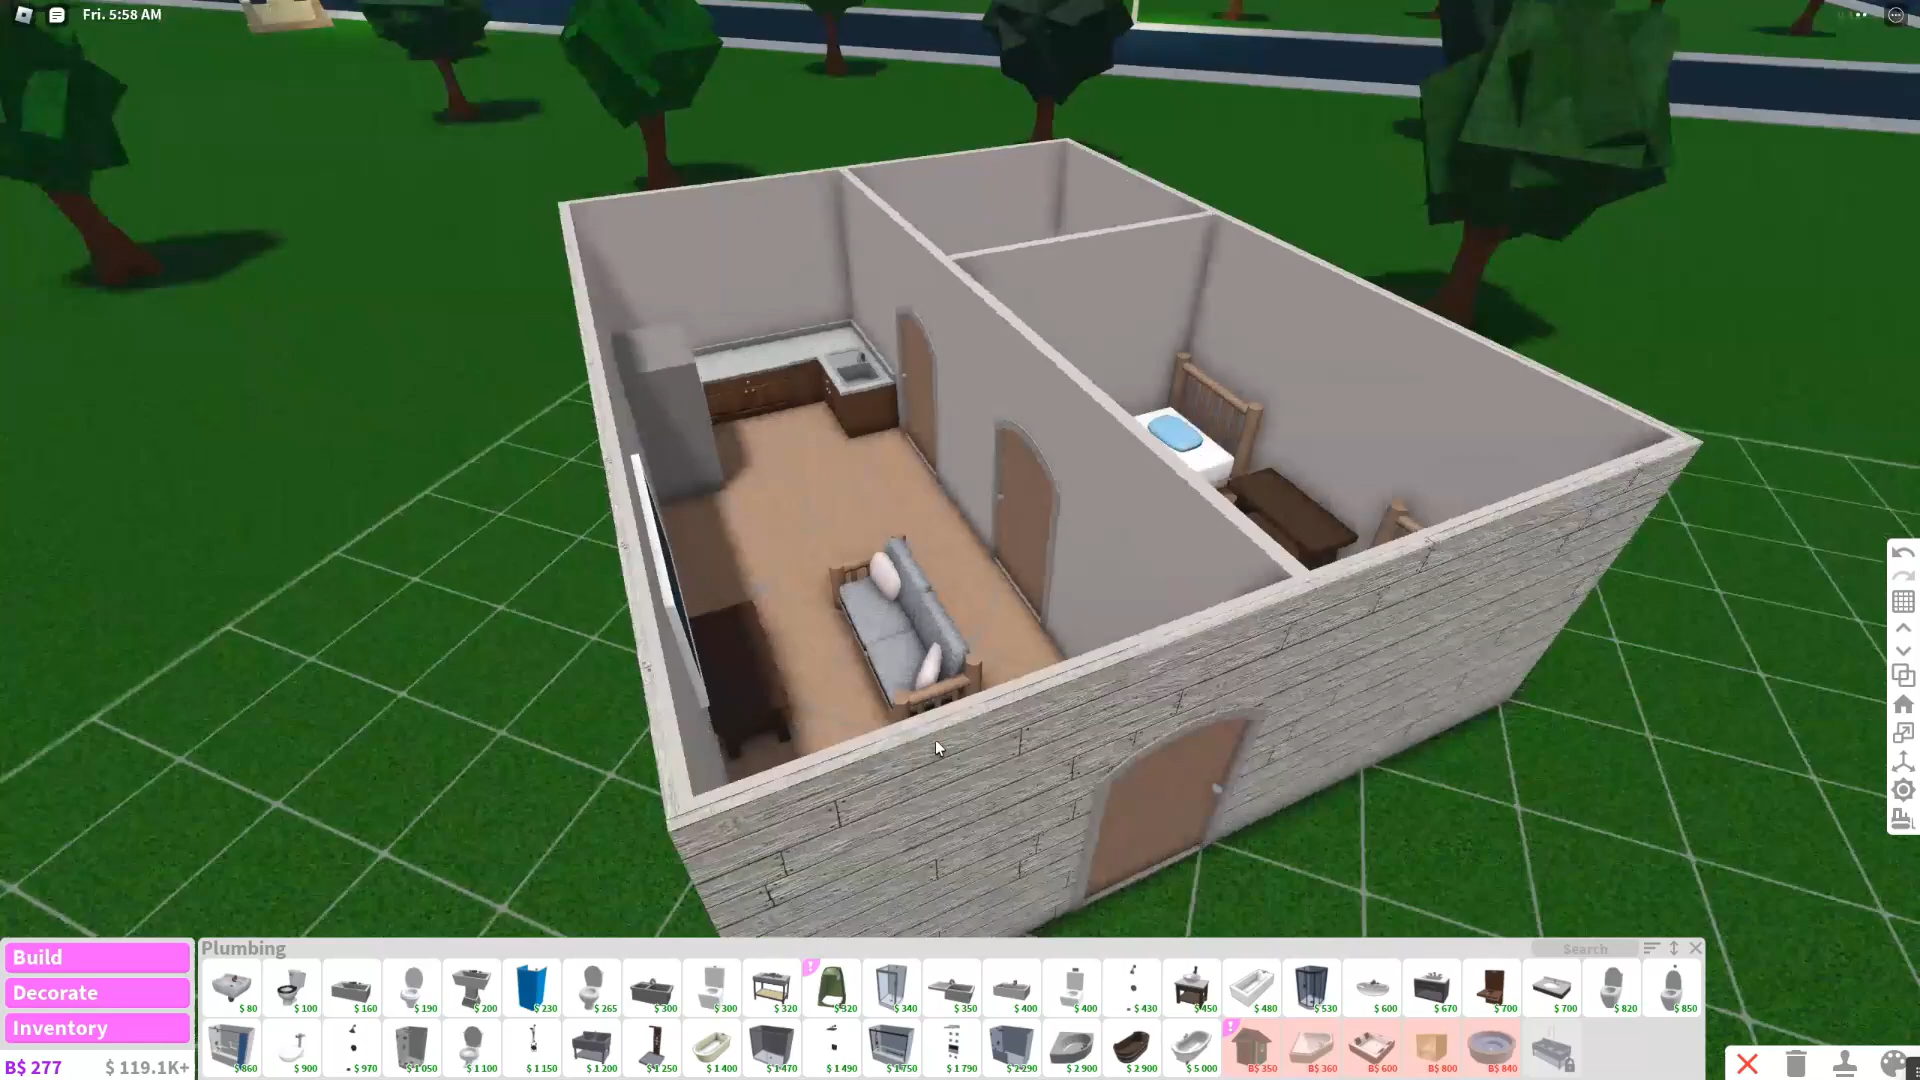 Fri. 5:58 AM
Build
Decorate
Inventory
B$ 277
$ 119.1K+
Plumbing
Search
$ 80
$ 100
$ 160
$ 190
$ 200
$ 230
$ 265
$ 300
$ 300
$ 320
$ 320
$ 340
$ 350
$ 400
$ 400
$ 430
$ 450
$ 480
$ 530
$ 600
$ 670
$ 700
$ 700
$ 820
$ 850
$ 860
$ 900
$ 970
$ 1 050
$ 1 100
$ 1 150
$ 1 200
$ 1 250
$ 1 400
$ 1 470
$ 1 490
$ 1 750
$ 1 790
$ 2 290
$ 2 900
$ 2 900
$ 5 000
B$ 350
B$ 360
B$ 600
B$ 800
B$ 840